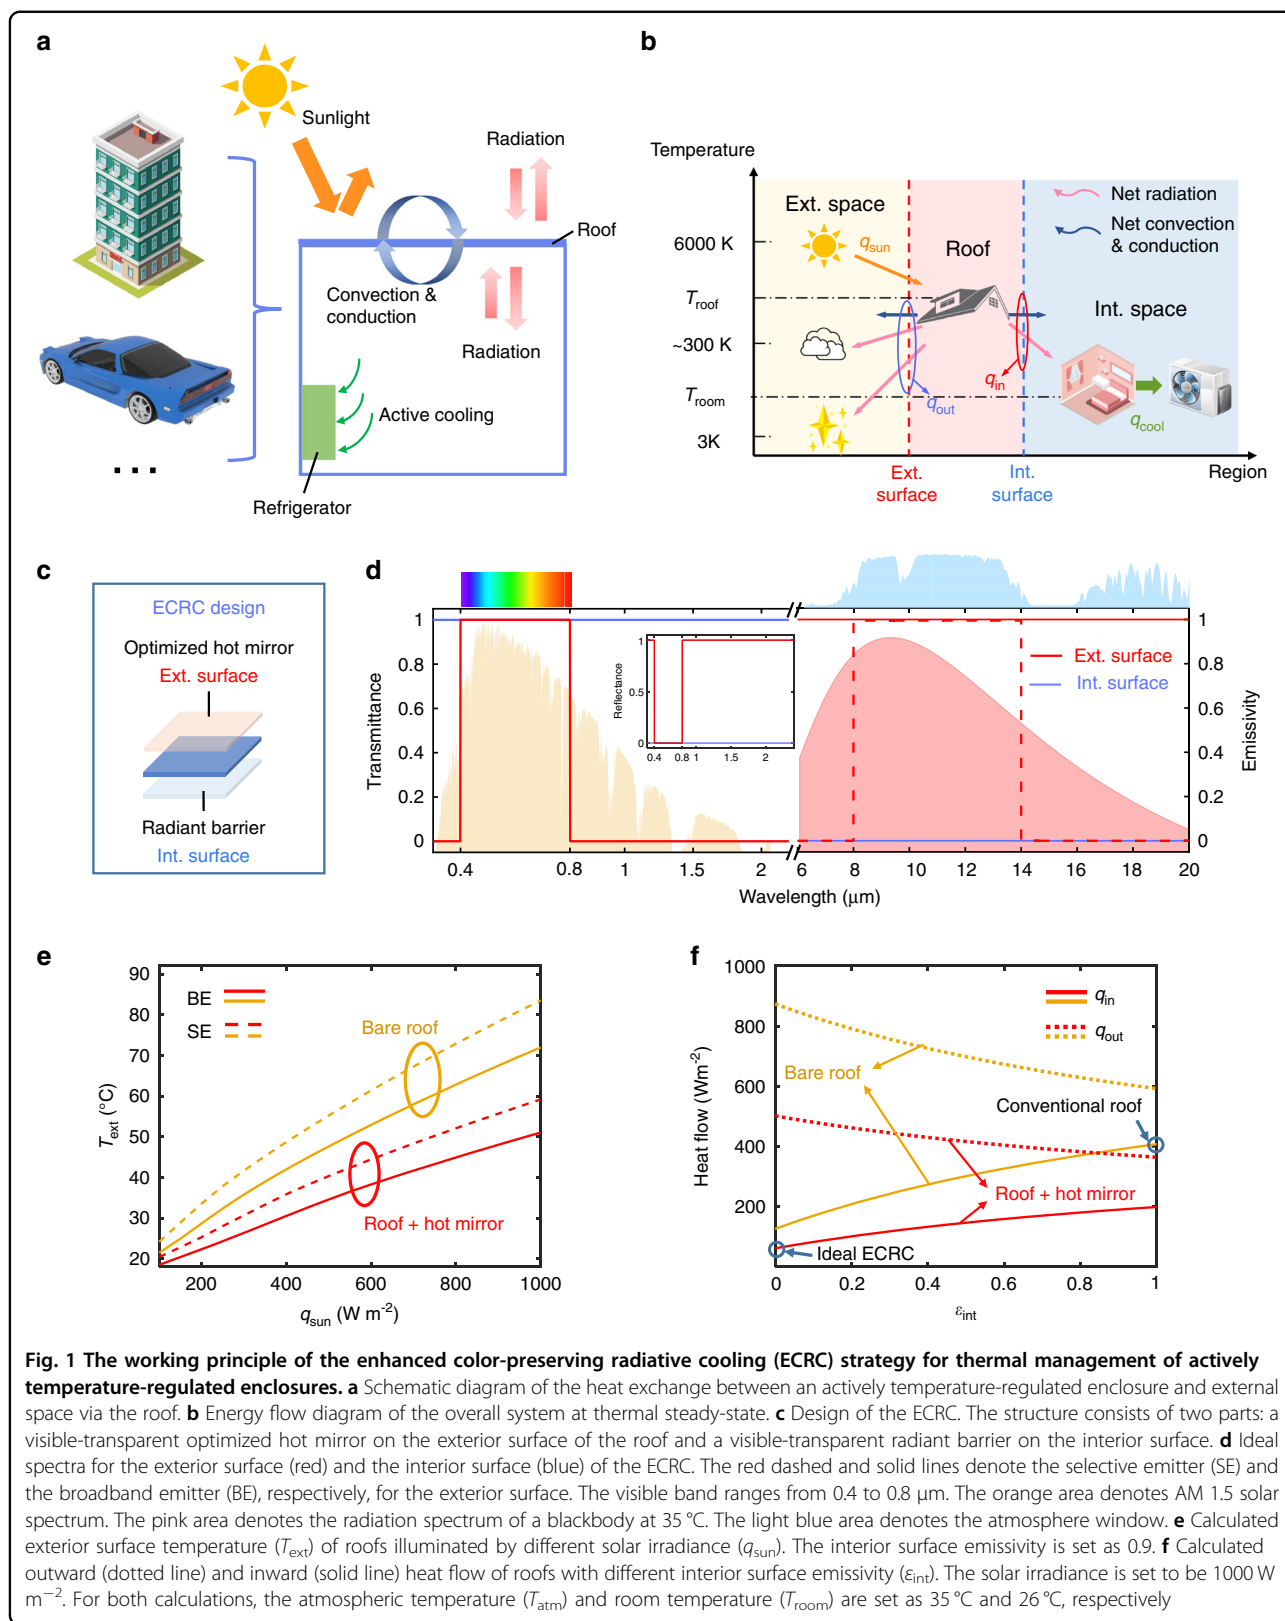 a
Sunlight
Radiation
Roof
Convection &
conduction
Radiation
Active cooling
...
Refrigerator
b
Temperature
Ext. space
6000 K
q_sun
Roof
Net radiation
Net convection
& conduction
T_roof
Int. space
~300 K
q_in
T_room
q_out
q_cool
3K
Ext.
surface
Int.
surface
Region
c
ECRC design
Optimized hot mirror
Ext. surface
Radiant barrier
Int. surface
d
Transmittance
1
0.8
0.6
0.4
0.2
0
Reflectance
1
0.5
0
0.4
0.8
1
1.5
2
Ext. surface
Int. surface
1
0.8
0.6
0.4
0.2
0
Emissivity
0.4
0.8
1
1.5
2
6
8
10
12
14
16
18
20
Wavelength (μm)
e
90
80
70
60
50
40
30
20
T_ext (°C)
BE
SE
Bare roof
Roof + hot mirror
200
400
600
800
1000
q_sun (W m⁻²)
f
1000
800
600
400
200
Heat flow (Wm⁻²)
q_in
q_out
Bare roof
Conventional roof
Roof + hot mirror
Ideal ECRC
0
0.2
0.4
0.6
0.8
1
ε_int
Fig. 1 The working principle of the enhanced color-preserving radiative cooling (ECRC) strategy for thermal management of actively
temperature-regulated enclosures. a Schematic diagram of the heat exchange between an actively temperature-regulated enclosure and external
space via the roof. b Energy flow diagram of the overall system at thermal steady-state. c Design of the ECRC. The structure consists of two parts: a
visible-transparent optimized hot mirror on the exterior surface of the roof and a visible-transparent radiant barrier on the interior surface. d Ideal
spectra for the exterior surface (red) and the interior surface (blue) of the ECRC. The red dashed and solid lines denote the selective emitter (SE) and
the broadband emitter (BE), respectively, for the exterior surface. The visible band ranges from 0.4 to 0.8 μm. The orange area denotes AM 1.5 solar
spectrum. The pink area denotes the radiation spectrum of a blackbody at 35 °C. The light blue area denotes the atmosphere window. e Calculated
exterior surface temperature (T_ext) of roofs illuminated by different solar irradiance (q_sun). The interior surface emissivity is set as 0.9. f Calculated
outward (dotted line) and inward (solid line) heat flow of roofs with different interior surface emissivity (ε_int). The solar irradiance is set to be 1000 W
m⁻². For both calculations, the atmospheric temperature (T_atm) and room temperature (T_room) are set as 35 °C and 26 °C, respectively